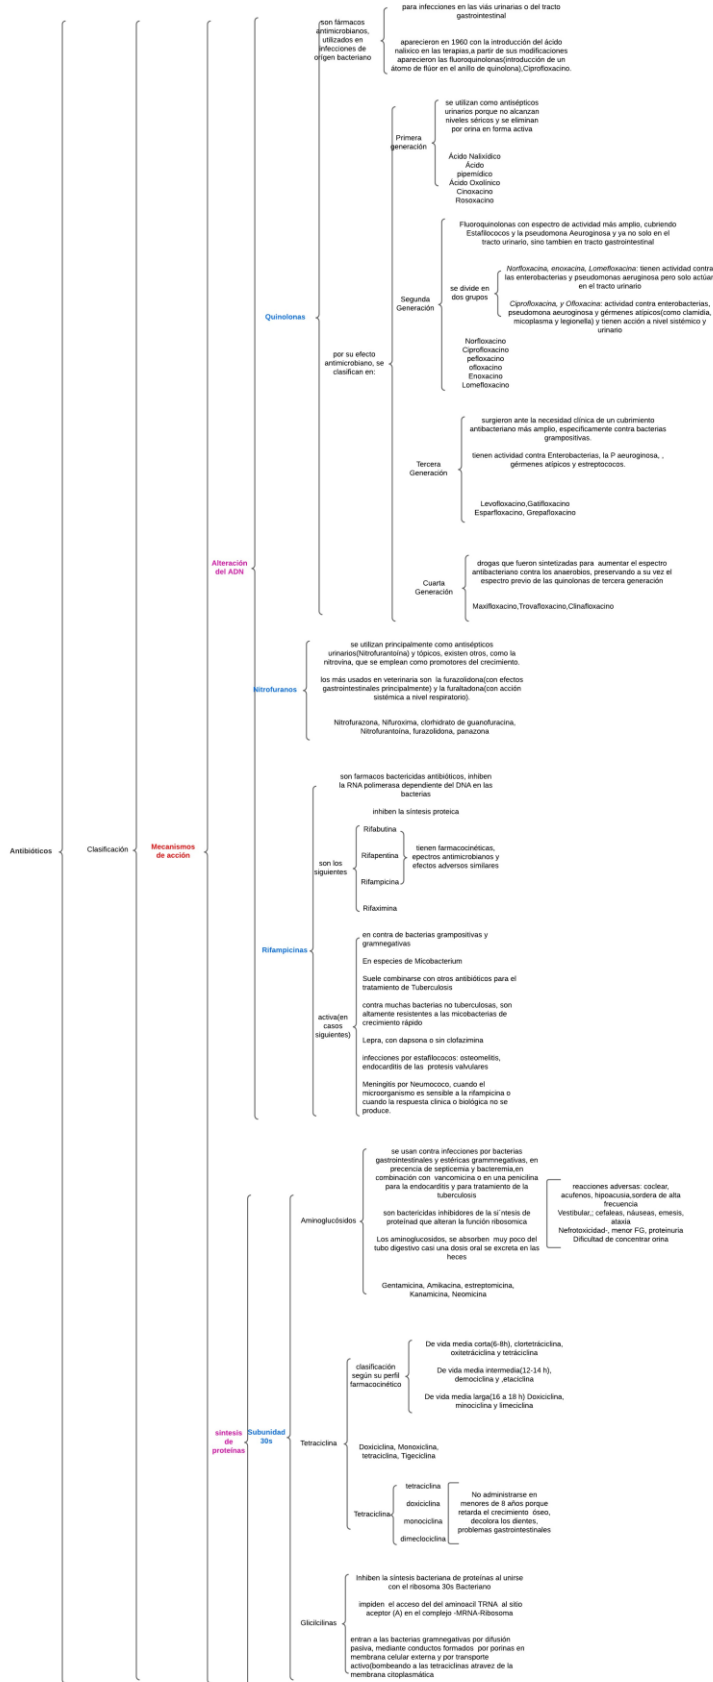 Antibióticos
Clasificación
Mecanismos
de acción
Alteración
del ADN
Quinolonas
son fármacos
antimicrobianos,
utilizados en
infecciones de
origen bacteriano
para infecciones en las viás urinarias o del tracto
gastrointestinal
aparecieron en 1960 con la introducción del ácido
nalixico en las terapias,a partir de sus modificaciones
aparecieron las fluoroquinolonas(introducción de un
átomo de flúor en el anillo de quinolona),Ciprofloxacino.
por su efecto
antimicrobiano, se
clasifican en:
Primera
generación
se utilizan como antisépticos
urinarios porque no alcanzan
niveles séricos y se eliminan
por orina en forma activa
Ácido Nalixídico
Ácido
pipemídico
Ácido Oxolínico
Cinoxacino
Rosoxacino
Segunda
Generación
Fluoroquinolonas con espectro de actividad más amplio, cubriendo
Estafilococos y la pseudomona Aeuroginosa y ya no solo en el
tracto urinario, sino tambien en tracto gastrointestinal
se divide en
dos grupos
Norfloxacina, enoxacina, Lomefloxacina: tienen actividad contra
las enterobacterias y pseudomonas aeruginosa pero solo actúan
en el tracto urinario
Ciprofloxacina, y Ofloxacina: actividad contra enterobacterias,
pseudomona aeuroginosa y gérmenes atípicos(como clamidia,
micoplasma y legionella) y tienen acción a nivel sistémico y
urinario
Norfloxacino
Ciprofloxacino
pefloxacino
ofloxacino
Enoxacino
Lomefloxacino
Tercera
Generación
surgieron ante la necesidad clínica de un cubrimiento
antibacteriano más amplio, específicamente contra bacterias
grampositivas.
tienen actividad contra Enterobacterias, la P aeuroginosa, ,
gérmenes atípicos y estreptococos.
Levofloxacino,Gatifloxacino
Esparfloxacino, Grepafloxacino
Cuarta
Generación
drogas que fueron sintetizadas para aumentar el espectro
antibacteriano contra los anaerobios, preservando a su vez el
espectro previo de las quinolonas de tercera generación
Maxifloxacino,Trovafloxacino,Clinafloxacino
Nitrofuranos
se utilizan principalmente como antisépticos
urinarios(Nitrofurantoína) y tópicos, existen otros, como la
nitrovina, que se emplean como promotores del crecimiento.
los más usados en veterinaria son la furazolidona(con efectos
gastrointestinales principalmente) y la furaltadona(con acción
sistémica a nivel respiratorio).
Nitrofurazona, Nifuroxima, clorhidrato de guanofuracina,
Nitrofurantoína, furazolidona, panazona
Rifampicinas
son farmacos bactericidas antibióticos, inhiben
la RNA polimerasa dependiente del DNA en las
bacterias
inhiben la síntesis proteica
son los
siguientes
Rifabutina
Rifapentina
Rifampicina
Rifaximina
tienen farmacocinéticas,
epectros antimicrobianos y
efectos adversos similares
activa(en
casos
siguientes)
en contra de bacterias grampositivas y
gramnegativas
En especies de Micobacterium
Suele combinarse con otros antibióticos para el
tratamiento de Tuberculosis
contra muchas bacterias no tuberculosas, son
altamente resistentes a las micobacterias de
crecimiento rápido
Lepra, con dapsona o sin clofazimina
infecciones por estafilococos: osteomelitis,
endocarditis de las protesis valvulares
Meningitis por Neumococo, cuando el
microorganismo es sensible a la rifampicina o
cuando la respuesta clinica o biológica no se
produce.
sintesis
de
proteínas
Subunidad
30s
Aminoglucósidos
se usan contra infecciones por bacterias
gastrointestinales y estéricas grammnegativas, en
precencia de septicemia y bacteremia,en
combinación con vancomicina o en una penicilina
para la endocarditis y para tratamiento de la
tuberculosis
son bactericidas inhibidores de la si´ntesis de
proteínad que alteran la función ribosomica
Los aminoglucosidos, se absorben muy poco del
tubo digestivo casi una dosis oral se excreta en las
heces
Gentamicina, Amikacina, estreptomicina,
Kanamicina, Neomicina
reacciones adversas: coclear,
acufenos, hipoacusia,sordera de alta
frecuencia
Vestibular,; cefaleas, náuseas, emesis,
ataxia
Nefrotoxicidad-, menor FG, proteinuria
Dificultad de concentrar orina
Tetraciclina
clasificación
según su perfil
farmacocinético
De vida media corta(6-8h), clortetráciclina,
oxitetráciclina y tetráciclina
De vida media intermedia(12-14 h),
demociclina y ,etaciclina
De vida media larga(16 a 18 h) Doxiciclina,
minociclina y limeciclina
Doxiciclina, Monoxiclina,
tetraciclina, Tigeciclina
Tetraciclina
tetraciclina
doxiciclina
monociclina
dimeclociclina
No administrarse en
menores de 8 años porque
retarda el crecimiento óseo,
decolora los dientes,
problemas gastrointestinales
Glicilcilinas
Inhiben la síntesis bacteriana de proteínas al unirse
con el ribosoma 30s Bacteriano
impiden el acceso del del aminoacil TRNA al sitio
aceptor (A) en el complejo -MRNA-Ribosoma
entran a las bacterias gramnegativas por difusión
pasiva, mediante conductos formados por porinas en
membrana celular externa y por transporte
activo(bombeando a las tetraciclinas atravez de la
membrana citoplasmática